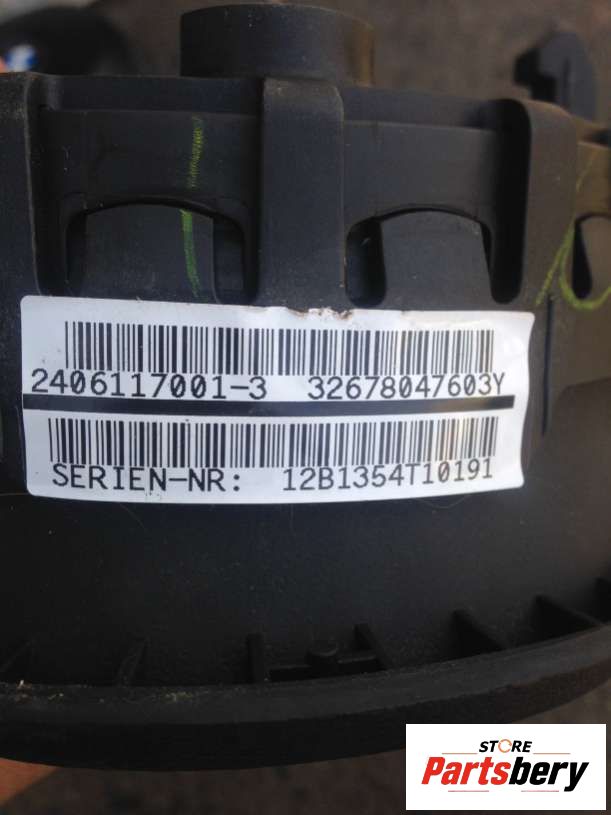 2406117001-3 32678047603Y
SERIEN-NR: 12B1354T10191
STORE
Partsbery